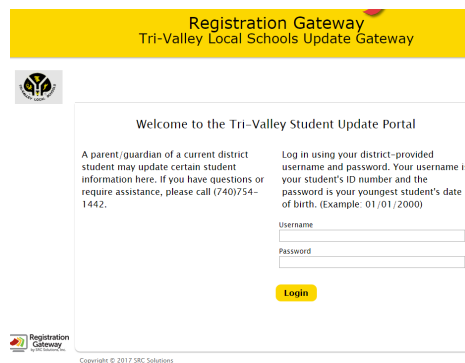 Registration Gateway
Tri-Valley Local Schools Update Gateway
Welcome to the Tri-Valley Student Update Portal
A parent/guardian of a current district
student may update certain student
information here. If you have questions or
require assistance, please call (740)754-
1442.
Log in using your district-provided
username and password. Your username i
your student's ID number and the
password is your youngest student's date
of birth. (Example: 01/01/2000)
Username
Password
Login
Registration
Gateway
by SRC Solutions, Inc.
Copyright © 2017 SRC Solutions